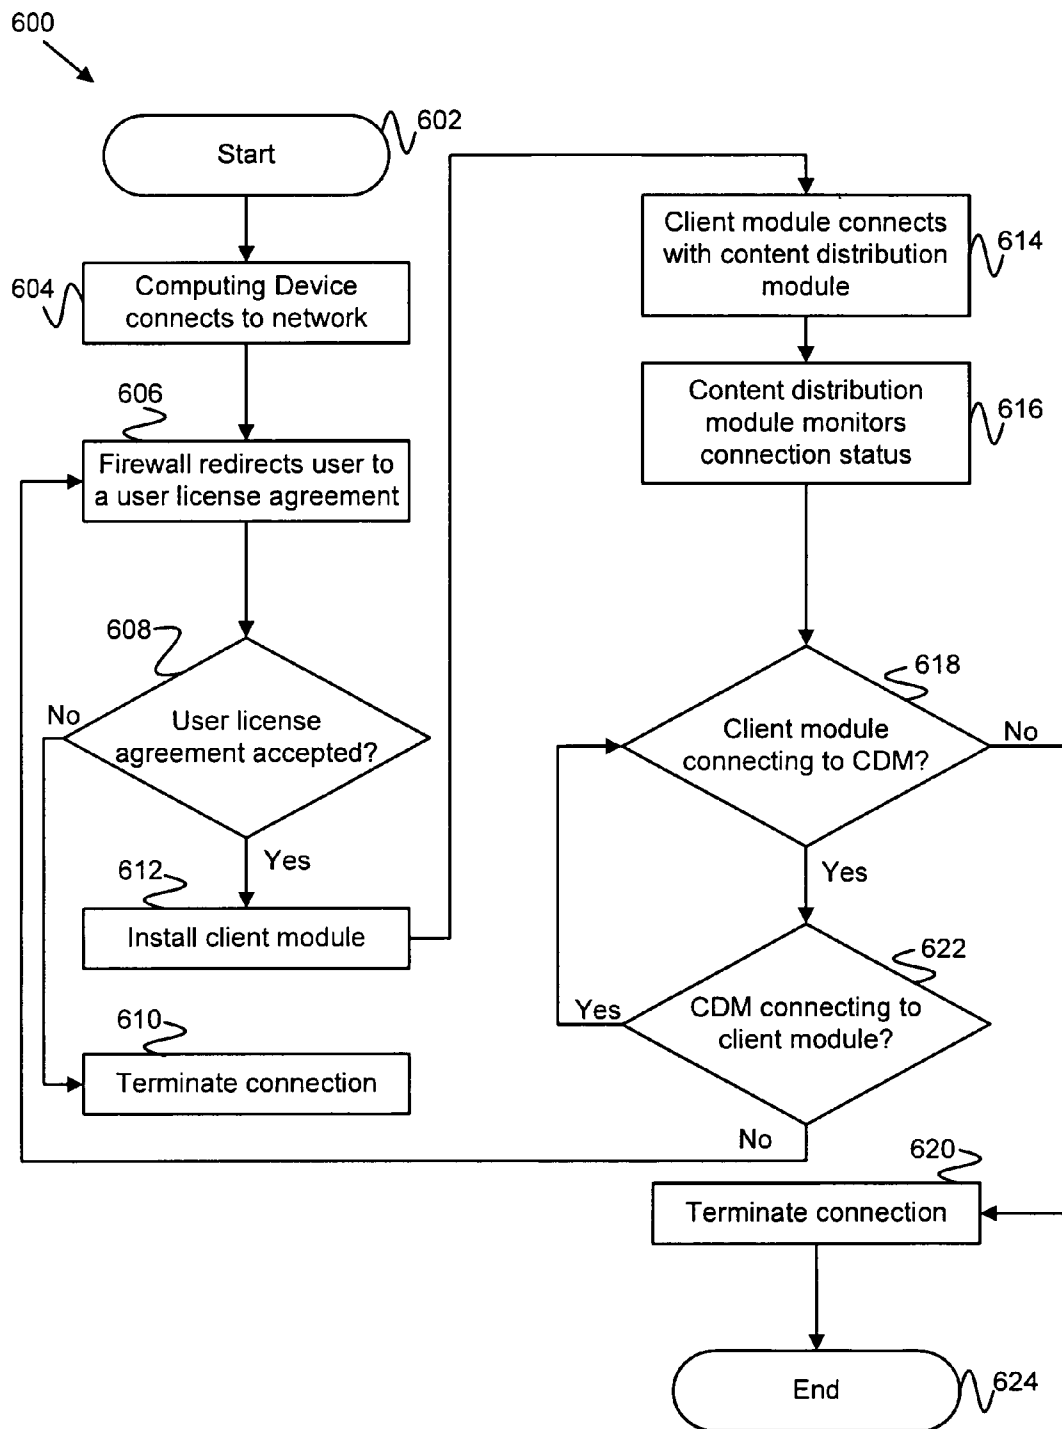 600
602
Start
604
Computing Device
connects to network
606
Firewall redirects user to
a user license agreement
608
No
User license
agreement accepted?
Yes
612
Install client module
610
Terminate connection
Client module connects
with content distribution
module
614
Content distribution
module monitors
connection status
616
618
Client module
connecting to CDM?
No
Yes
622
Yes
CDM connecting to
client module?
No
620
Terminate connection
End
624